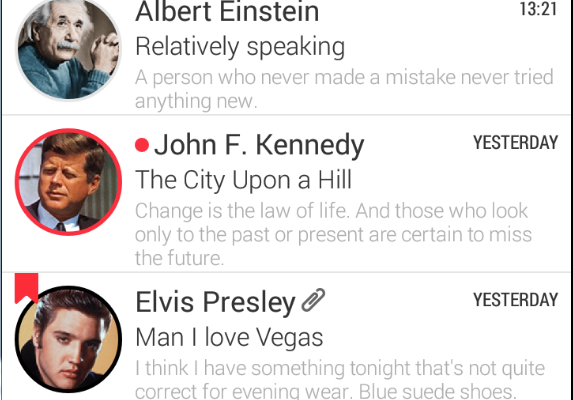 Albert Einstein 13:21
Relatively speaking
A person who never made a mistake never tried
anything new.
John F. Kennedy YESTERDAY
The City Upon a Hill
Change is the law of life. And those who look
only to the past or present are certain to miss
the future.
Elvis Presley YESTERDAY
Man I love Vegas
I think I have something tonight that's not quite
correct for evening wear. Blue suede shoes.